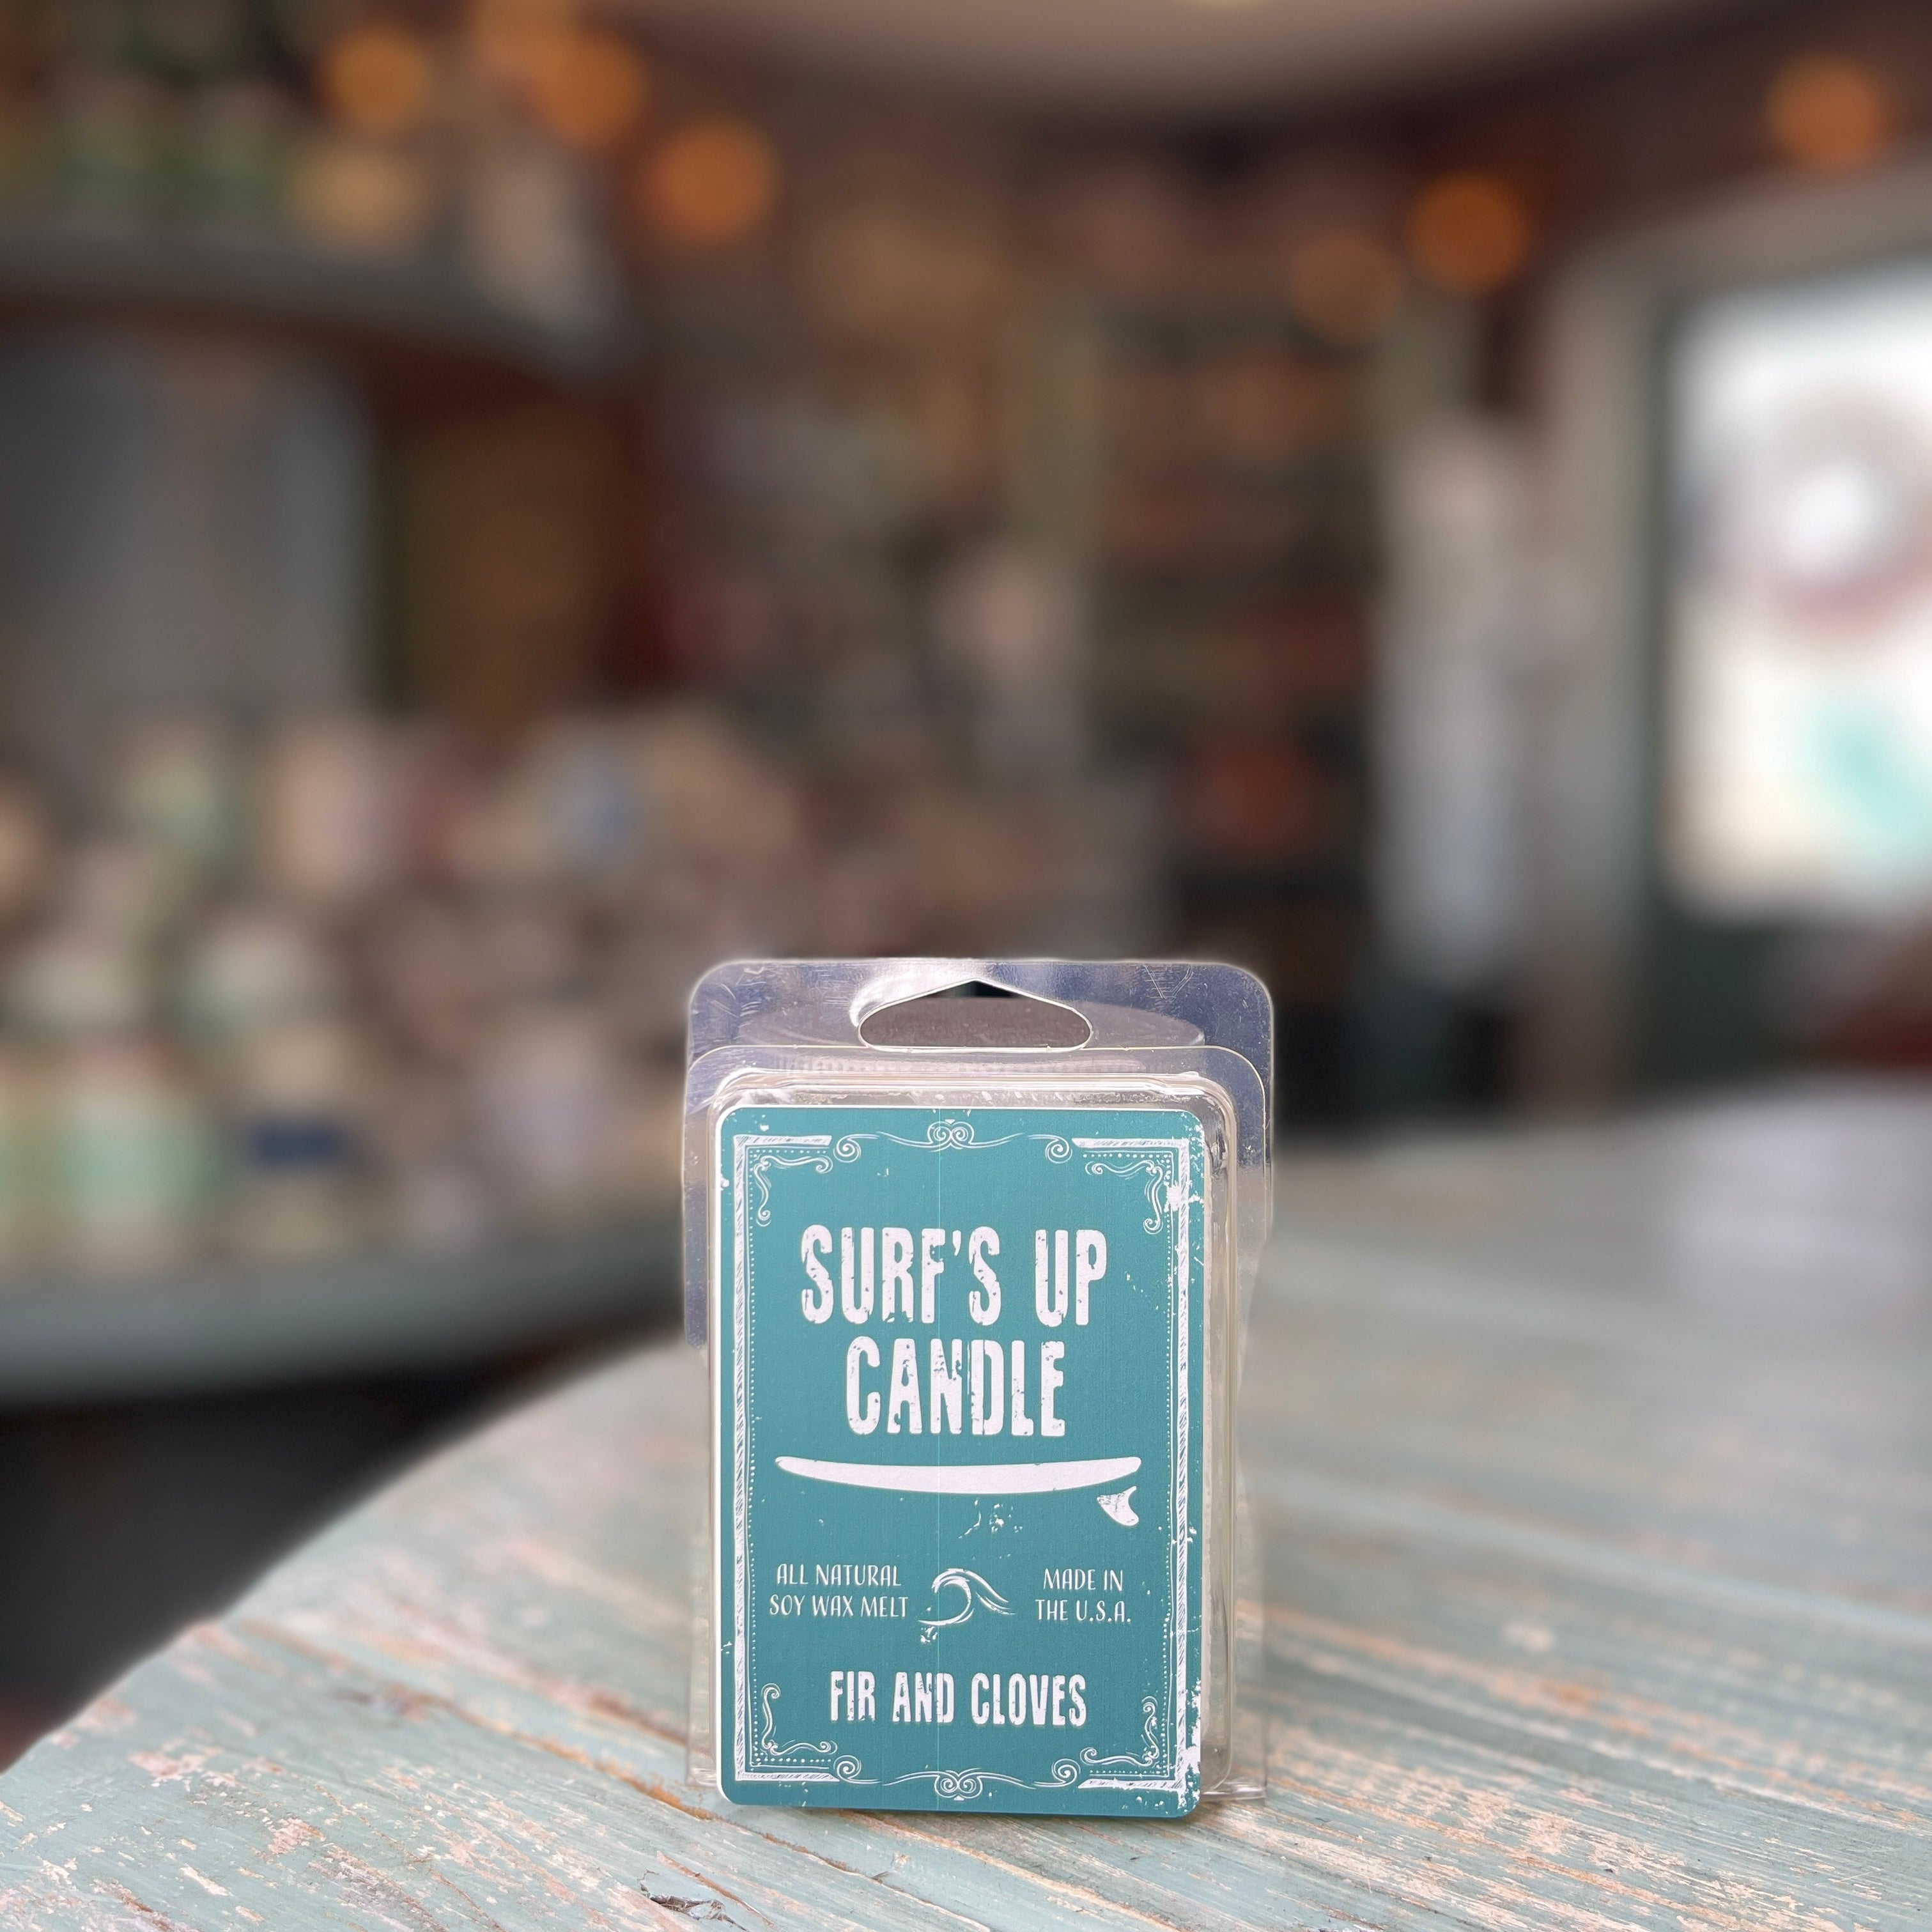 SURF'S UP
CANDLE
ALL NATURAL
SOY WAX MELT
MADE IN
THE U.S.A.
FIR AND CLOVES